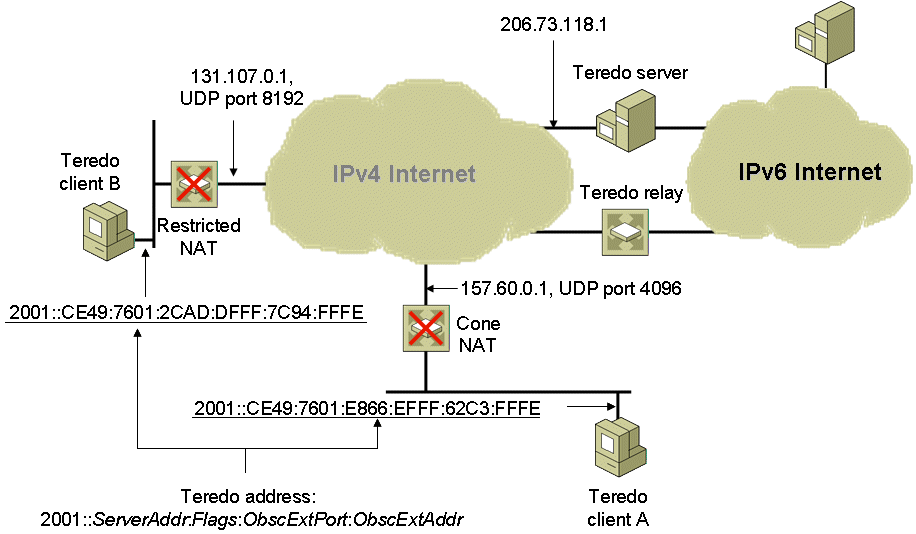 206.73.118.1
131.107.0.1,
UDP port 8192
Teredo server
Teredo
client B
IPv4 Internet
IPv6 Internet
Teredo relay
Restricted
NAT
157.60.0.1, UDP port 4096
2001::CE49:7601:2CAD:DFFF:7C94:FFFE
Cone
NAT
2001::CE49:7601:E866:EFFF:62C3:FFFE
Teredo address:
2001::ServerAddr:Flags:ObscExtPort:ObscExtAddr
Teredo
client A